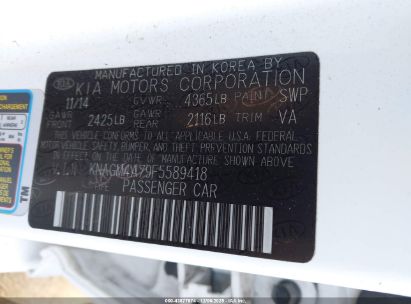 MANUFACTURED IN KOREA BY
KIA MOTORS CORPORATION
11/14 GVWR 4365LB PAINT SWP
GAWR FRONT 2425LB GAWR REAR 2116LB TRIM VA
THIS VEHICLE CONFORMS TO ALL APPLICABLE U.S.A. FEDERAL
MOTOR VEHICLE SAFETY, BUMPER, AND THEFT PREVENTION
STANDARDS IN EFFECT ON THE DATE OF MANUFACTURE SHOWN ABOVE
KNAGM4A79F5589418
TYPE PASSENGER CAR
TM